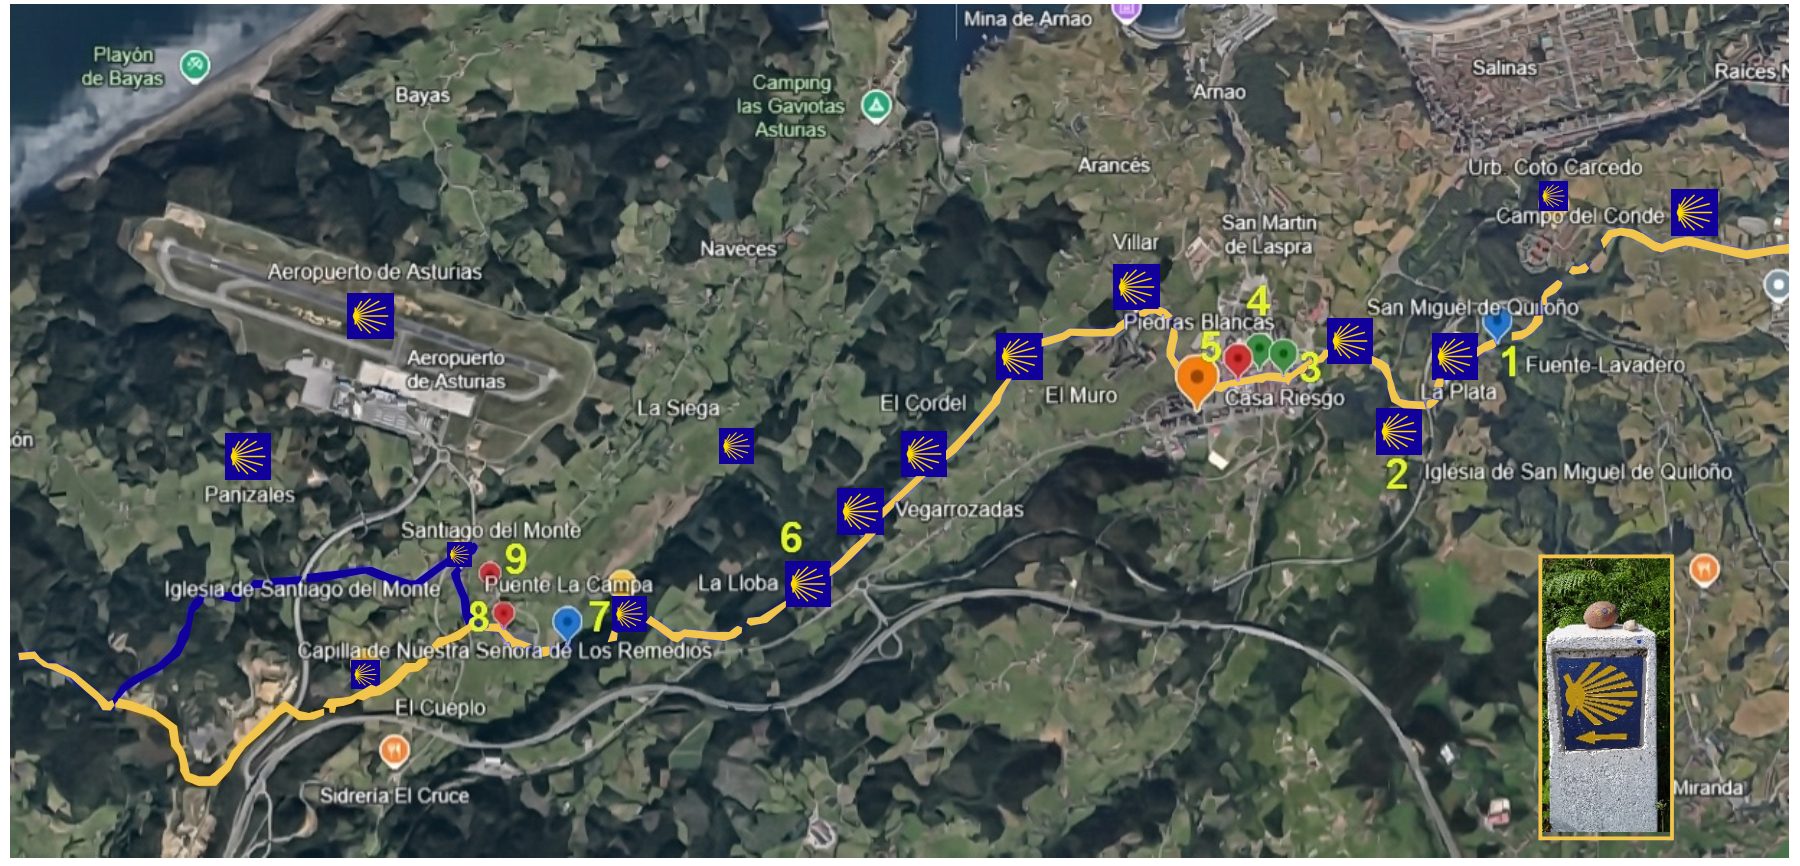 Mina de Arnao
Playón
de Bayas
Salinas
Raíces N
Bayas
Camping
las Gaviotas
Asturias
Arnao
Arancés
Urb. Coto Carcedo
Campo del Conde
San Martin
de Laspra
Villar
Naveces
Aeropuerto de Asturias
4
San Miguel de Quiloño
Piedras Blancas
5
3
1
Fuente-Lavadero
Aeropuerto
de Asturias
La Plata
El Muro
Casa Riesgo
El Cordel
La Siega
ón
2
Iglesia de San Miguel de Quiloño
Panizales
Vegarrozadas
Santiago del Monte
6
9
Iglesia de Santiago del Monte
Puente La Campa
La Lloba
8
7
Capilla de Nuestra Señora de Los Remedios
El Cueplo
Sidrería El Cruce
Miranda